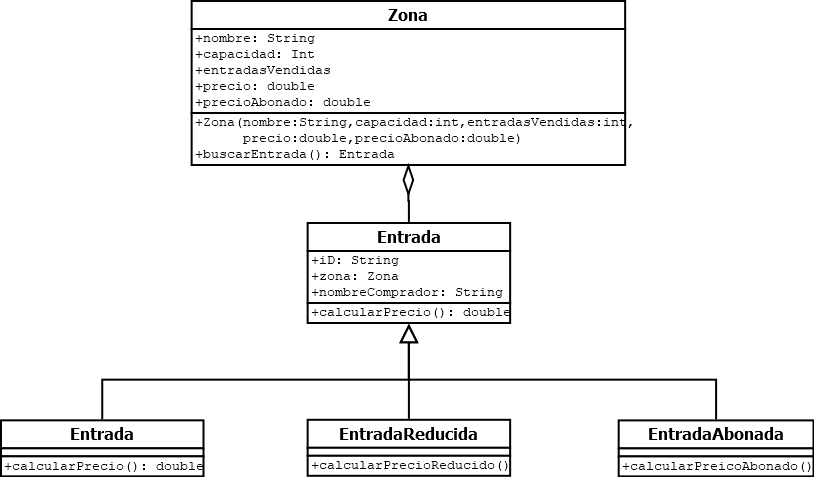 Zona
+nombre: String
+capacidad: Int
+entradasVendidas
+precio: double
+precioAbonado: double
+Zona(nombre:String,capacidad:int,entradasVendidas:int,
precio:double,precioAbonado:double)
+buscarEntrada(): Entrada
Entrada
+iD: String
+zona: Zona
+nombreComprador: String
+calcularPrecio(): double
Entrada
+calcularPrecio(): double
EntradaReducida
+calcularPrecioReducido()
EntradaAbonada
+calcularPreicoAbonado()